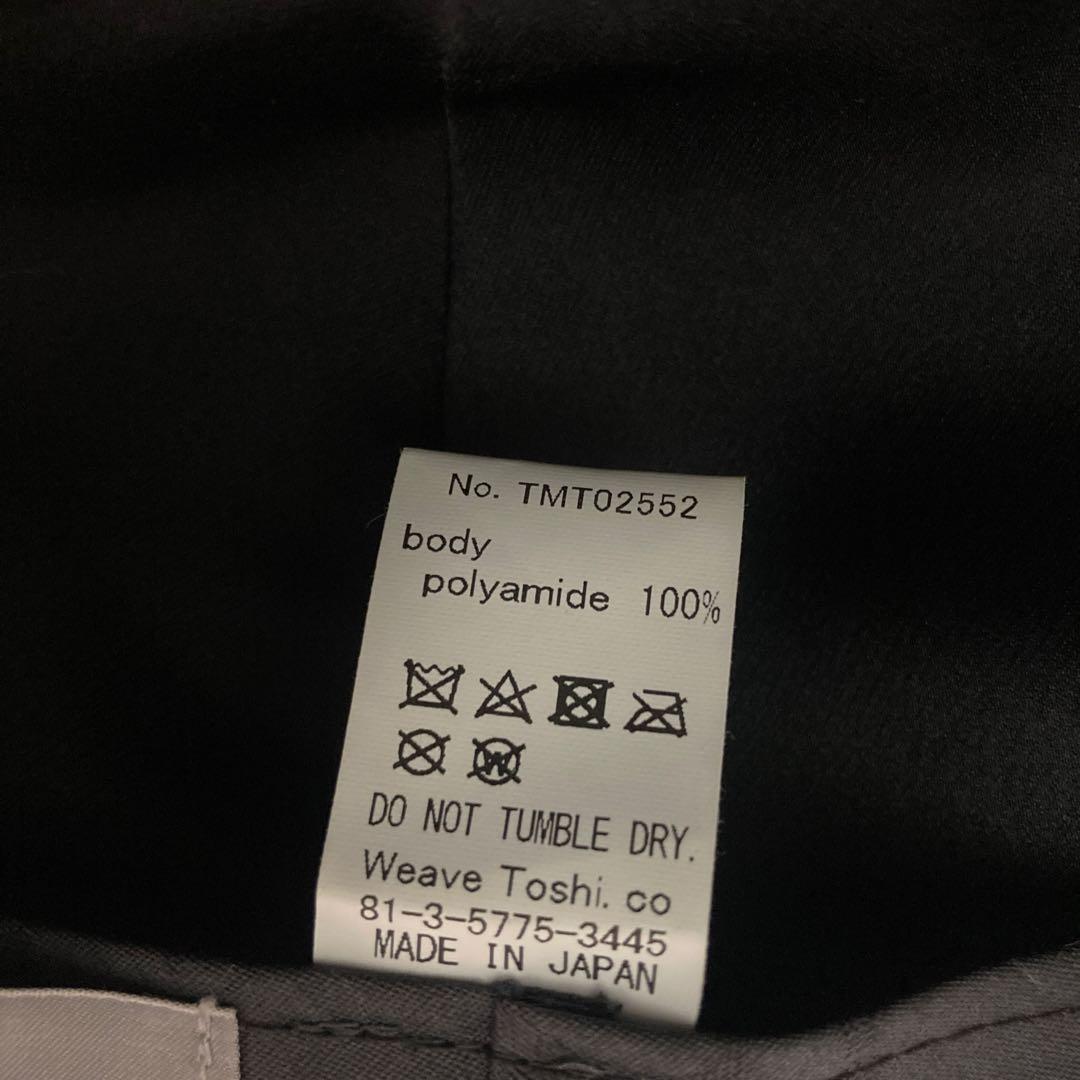 No. TMT02552
body
polyamide 100%
W
DO NOT TUMBLE DRY.
Weave Toshi. co
81-3-5775-3445
MADE IN JAPAN